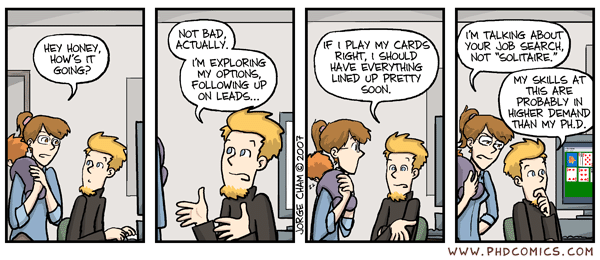 HEY HONEY,
HOW'S IT
GOING?
NOT BAD,
ACTUALLY.
I'M EXPLORING
MY OPTIONS,
FOLLOWING UP
ON LEADS...
JORGE CHAM © 2007
IF I PLAY MY CARDS
RIGHT, I SHOULD
HAVE EVERYTHING
LINED UP PRETTY
SOON.
I'M TALKING ABOUT
YOUR JOB SEARCH,
NOT "SOLITAIRE."
MY SKILLS AT
THIS ARE
PROBABLY IN
HIGHER DEMAND
THAN MY PH.D.
WWW.PHDCOMICS.COM